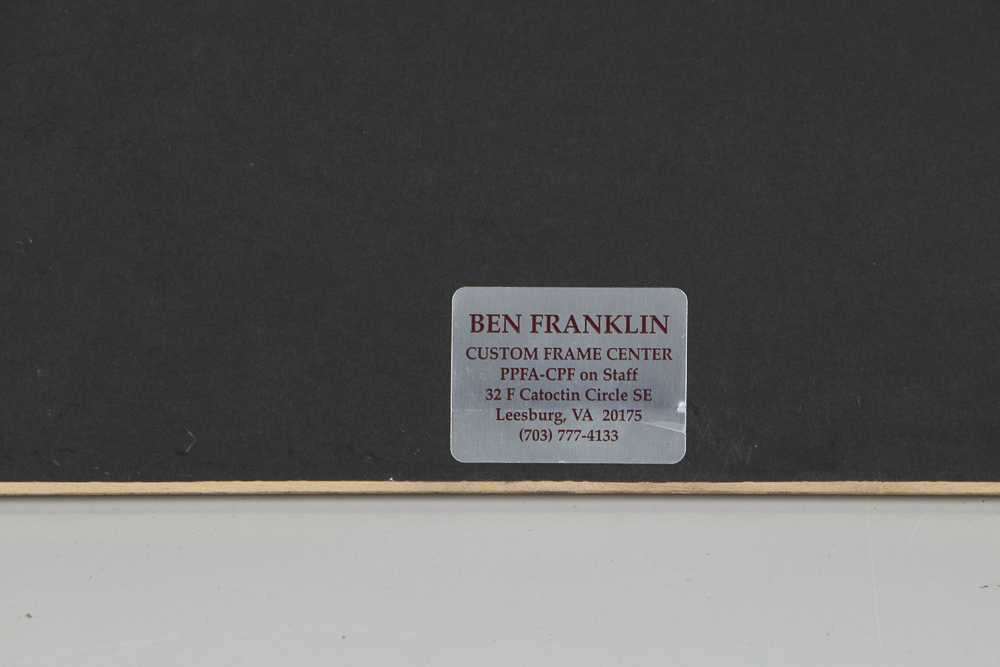 BEN FRANKLIN
CUSTOM FRAME CENTER
PPFA-CPF on Staff
32 F Catoctin Circle SE
Leesburg, VA 20175
(703) 777-4133